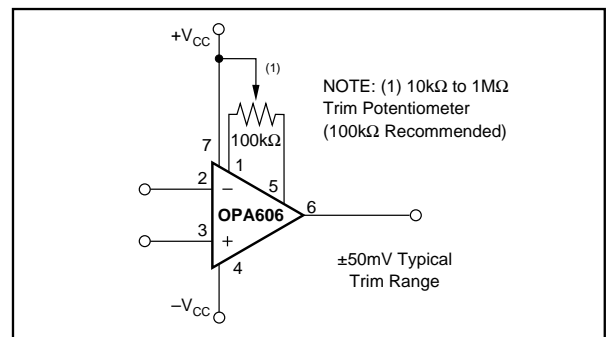 +VCC
(1)
NOTE: (1) 10kΩ to 1MΩ
Trim Potentiometer
(100kΩ Recommended)
100kΩ
7
1
5
2
–
OPA606
6
3
+
4
±50mV Typical
Trim Range
–VCC